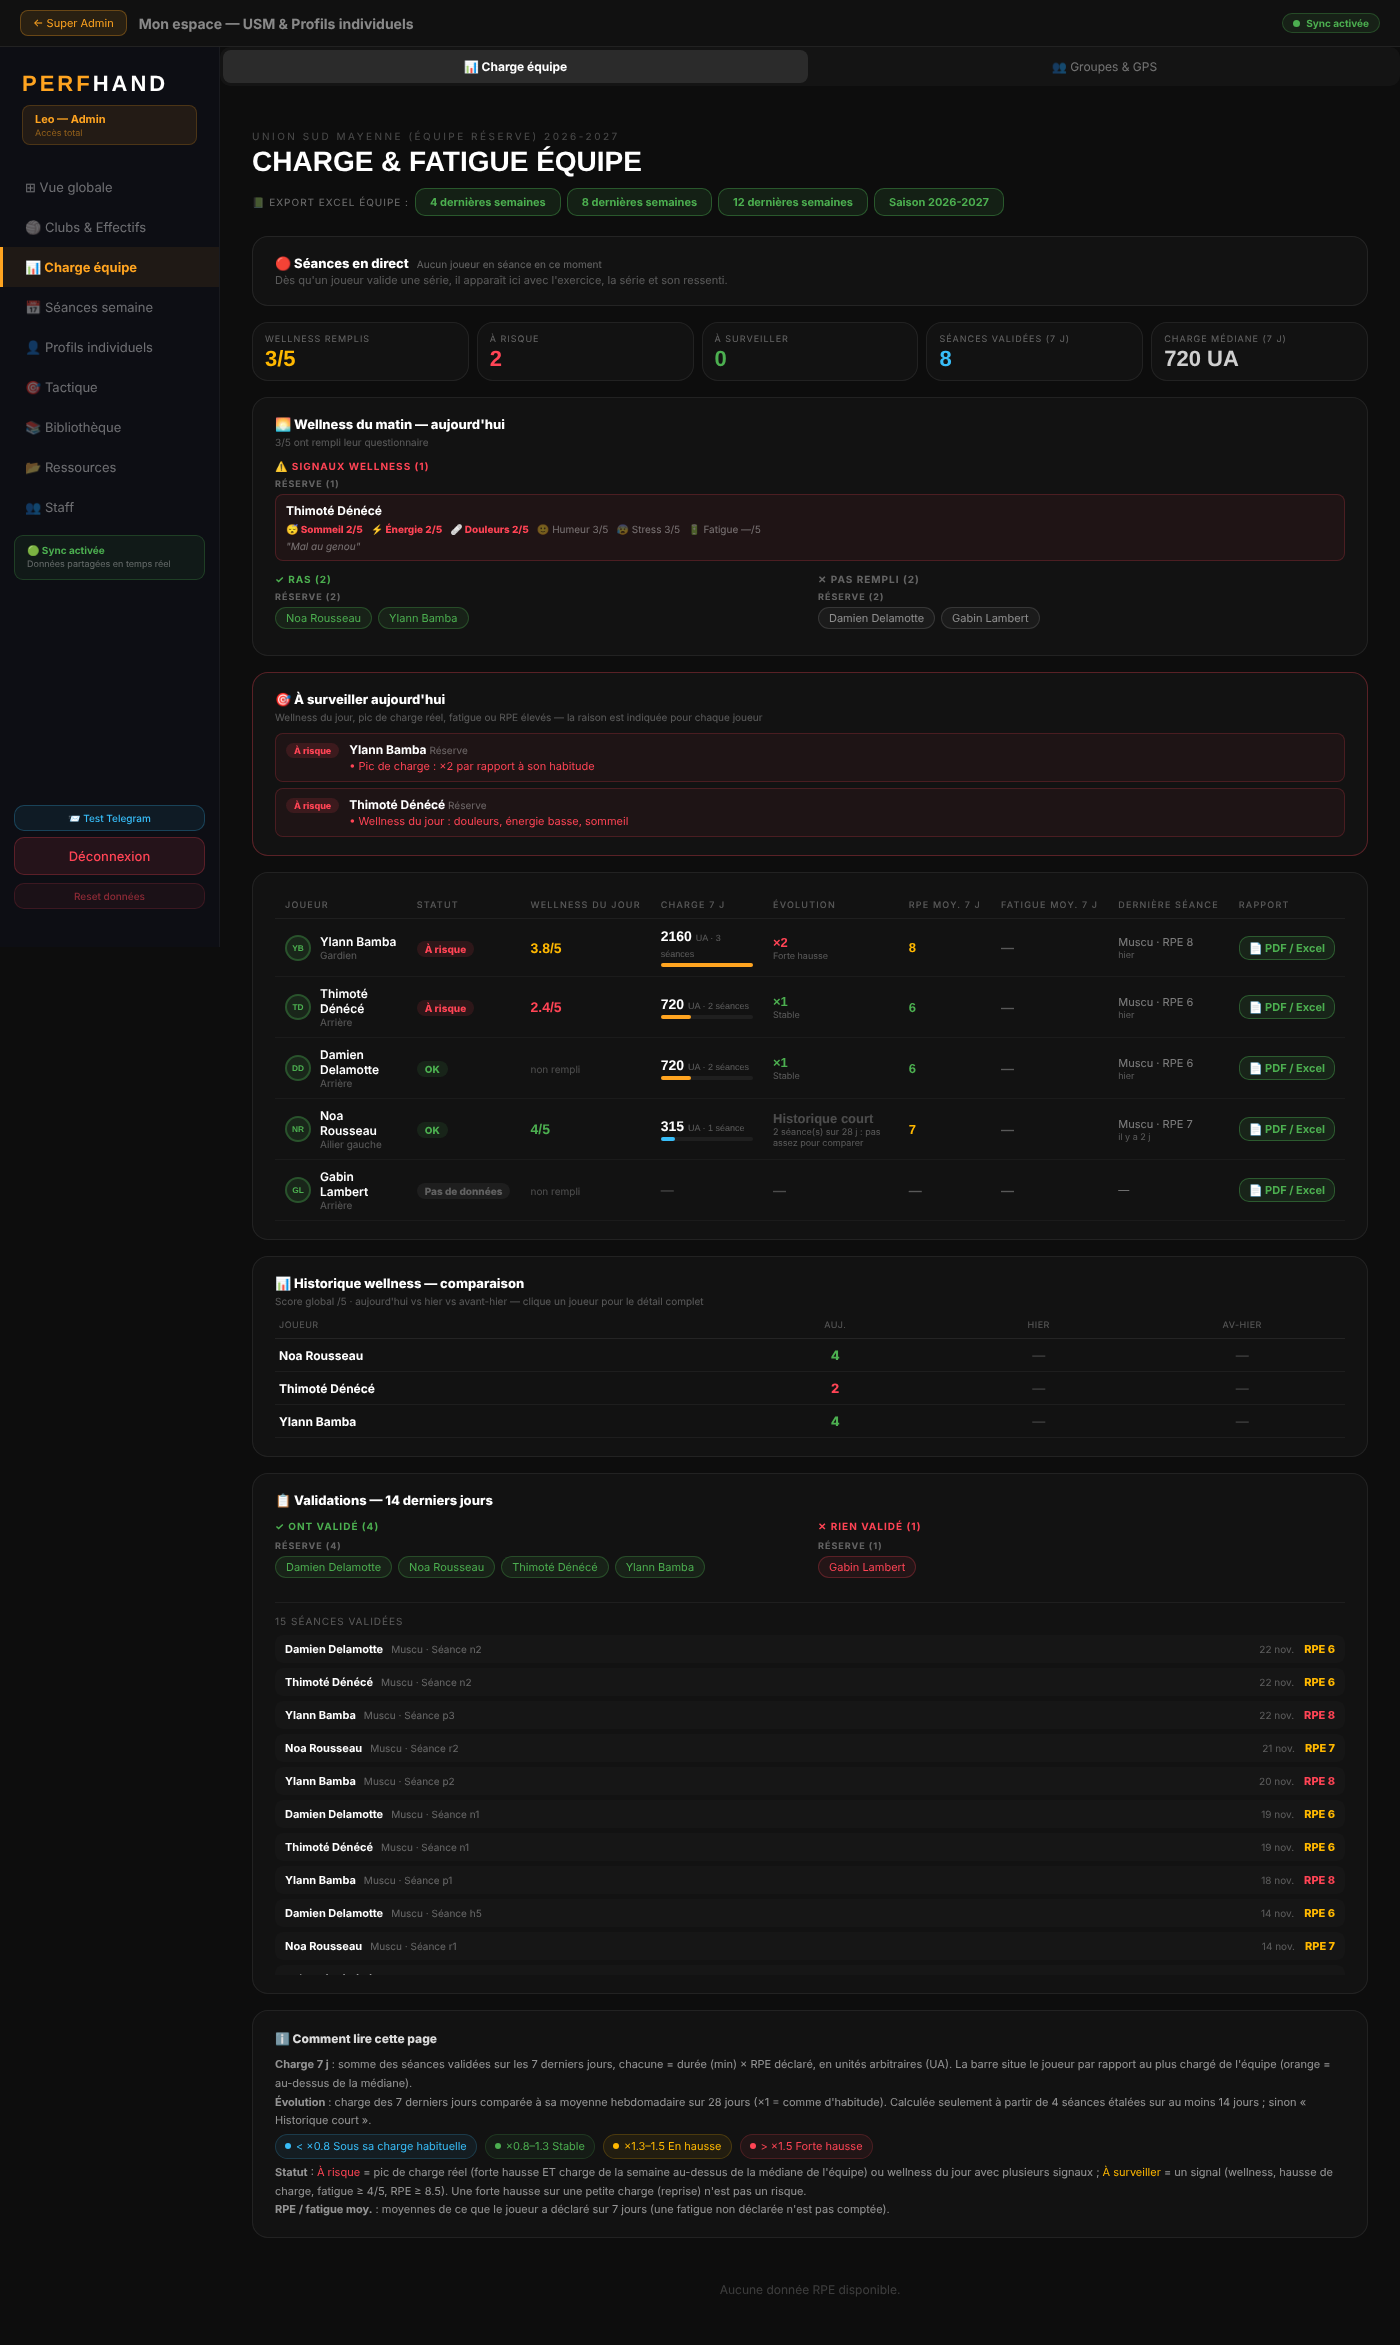 ← Super Admin
Mon espace — USM & Profils individuels
Sync activée
PERFHAND
Leo — Admin
Accès total
Vue globale
Clubs & Effectifs
Charge équipe
Séances semaine
Profils individuels
Tactique
Bibliothèque
Ressources
Staff
Sync activée
Données partagées en temps réel
Test Telegram
Déconnexion
Reset données
Charge équipe
Groupes & GPS
UNION SUD MAYENNE (ÉQUIPE RÉSERVE) 2026-2027
CHARGE & FATIGUE ÉQUIPE
EXPORT EXCEL ÉQUIPE :
4 dernières semaines
8 dernières semaines
12 dernières semaines
Saison 2026-2027
Séances en direct Aucun joueur en séance en ce moment
Dès qu'un joueur valide une série, il apparaît ici avec l'exercice, la série et son ressenti.
WELLNESS REMPLIS
3/5
À RISQUE
2
À SURVEILLER
0
SÉANCES VALIDÉES (7 J)
8
CHARGE MÉDIANE (7 J)
720 UA
Wellness du matin — aujourd'hui
3/5 ont rempli leur questionnaire
⚠️ SIGNAUX WELLNESS (1)
RÉSERVE (1)
Thimoté Dénécé
Sommeil 2/5 ⚡ Énergie 2/5 Douleurs 2/5 Humeur 3/5 Stress 3/5 Fatigue —/5
"Mal au genou"
✓ RAS (2)
RÉSERVE (2)
Noa Rousseau
Ylann Bamba
✕ PAS REMPLI (2)
RÉSERVE (2)
Damien Delamotte
Gabin Lambert
À surveiller aujourd'hui
Wellness du jour, pic de charge réel, fatigue ou RPE élevés — la raison est indiquée pour chaque joueur
À risque Ylann Bamba Réserve
• Pic de charge : ×2 par rapport à son habitude
À risque Thimoté Dénécé Réserve
• Wellness du jour : douleurs, énergie basse, sommeil
JOUEUR STATUT WELLNESS DU JOUR CHARGE 7 J ÉVOLUTION RPE MOY. 7 J FATIGUE MOY. 7 J DERNIÈRE SÉANCE RAPPORT
YB
Ylann Bamba
Gardien
À risque
3.8/5
2160 UA · 3
séances
×2
Forte hausse
8
—
Muscu · RPE 8
hier
PDF / Excel
TD
Thimoté
Dénécé
Arrière
À risque
2.4/5
720 UA · 2 séances
×1
Stable
6
—
Muscu · RPE 6
hier
PDF / Excel
DD
Damien
Delamotte
Arrière
OK
non rempli
720 UA · 2 séances
×1
Stable
6
—
Muscu · RPE 6
hier
PDF / Excel
NR
Noa
Rousseau
Ailier gauche
OK
4/5
315 UA · 1 séance
Historique court
2 séance(s) sur 28 j : pas
assez pour comparer
7
—
Muscu · RPE 7
il y a 2 j
PDF / Excel
GL
Gabin
Lambert
Arrière
Pas de données
non rempli
—
—
—
—
—
PDF / Excel
Historique wellness — comparaison
Score global /5 · aujourd'hui vs hier vs avant-hier — clique un joueur pour le détail complet
JOUEUR AUJ. HIER AV-HIER
Noa Rousseau 4 — —
Thimoté Dénécé 2 — —
Ylann Bamba 4 — —
Validations — 14 derniers jours
✓ ONT VALIDÉ (4)
RÉSERVE (4)
Damien Delamotte
Noa Rousseau
Thimoté Dénécé
Ylann Bamba
✕ RIEN VALIDÉ (1)
RÉSERVE (1)
Gabin Lambert
15 SÉANCES VALIDÉES
Damien Delamotte Muscu · Séance n2 22 nov. RPE 6
Thimoté Dénécé Muscu · Séance n2 22 nov. RPE 6
Ylann Bamba Muscu · Séance p3 22 nov. RPE 8
Noa Rousseau Muscu · Séance r2 21 nov. RPE 7
Ylann Bamba Muscu · Séance p2 20 nov. RPE 8
Damien Delamotte Muscu · Séance n1 19 nov. RPE 6
Thimoté Dénécé Muscu · Séance n1 19 nov. RPE 6
Ylann Bamba Muscu · Séance p1 18 nov. RPE 8
Damien Delamotte Muscu · Séance h5 14 nov. RPE 6
Noa Rousseau Muscu · Séance r1 14 nov. RPE 7
ℹ️ Comment lire cette page
Charge 7 j : somme des séances validées sur les 7 derniers jours, chacune = durée (min) × RPE déclaré, en unités arbitraires (UA). La barre situe le joueur par rapport au plus chargé de l'équipe (orange =
au-dessus de la médiane).
Évolution : charge des 7 derniers jours comparée à sa moyenne hebdomadaire sur 28 jours (×1 = comme d'habitude). Calculée seulement à partir de 4 séances étalées sur au moins 14 jours ; sinon «
Historique court ».
< ×0.8 Sous sa charge habituelle
×0.8–1.3 Stable
×1.3–1.5 En hausse
> ×1.5 Forte hausse
Statut : À risque = pic de charge réel (forte hausse ET charge de la semaine au-dessus de la médiane de l'équipe) ou wellness du jour avec plusieurs signaux ; À surveiller = un signal (wellness, hausse de
charge, fatigue ≥ 4/5, RPE ≥ 8.5). Une forte hausse sur une petite charge (reprise) n'est pas un risque.
RPE / fatigue moy. : moyennes de ce que le joueur a déclaré sur 7 jours (une fatigue non déclarée n'est pas comptée).
Aucune donnée RPE disponible.